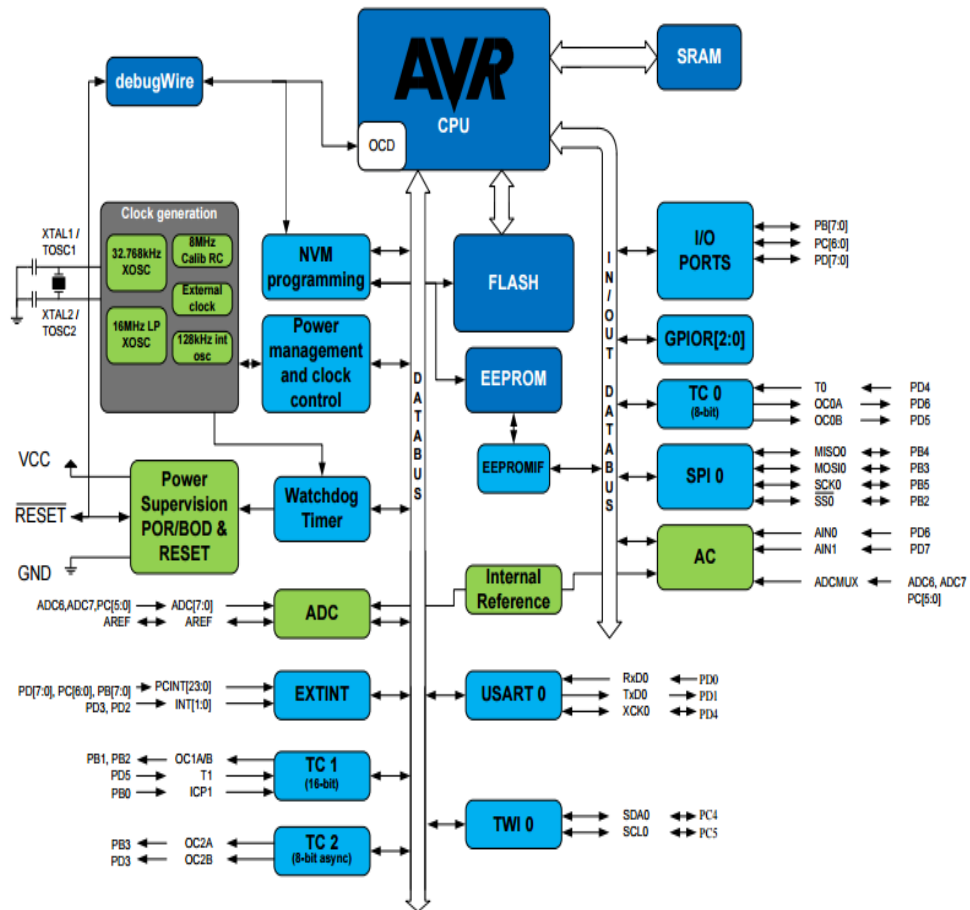 AVR
CPU
OCD
SRAM
debugWire
Clock generation
XTAL1 /
TOSC1
32.768kHz
XOSC
8MHz
Calib RC
External
clock
XTAL2 /
TOSC2
16MHz LP
XOSC
128kHz int
osc
NVM
programming
FLASH
I/O
PORTS
PB[7:0]
PC[6:0]
PD[7:0]
Power
management
and clock
control
EEPROM
GPIOR[2:0]
DATABUS
IN/OUT DATABUS
TC 0
(8-bit)
T0 PD4
OC0A PD6
OC0B PD5
EEPROMIF
SPI 0
MISO0 PB4
MOSI0 PB3
SCK0 PB5
SS0 PB2
VCC
RESET
GND
Power
Supervision
POR/BOD &
RESET
Watchdog
Timer
AC
AIN0 PD6
AIN1 PD7
ADCMUX ADC6, ADC7
PC[5:0]
Internal
Reference
ADC6,ADC7,PC[5:0] ADC[7:0]
AREF AREF
ADC
PD[7:0], PC[6:0], PB[7:0] PCINT[23:0]
PD3, PD2 INT[1:0]
EXTINT
USART 0
RxD0 PD0
TxD0 PD1
XCK0 PD4
PB1, PB2 OC1A/B
PD5 T1
PB0 ICP1
TC 1
(16-bit)
TWI 0
SDA0 PC4
SCL0 PC5
PB3 OC2A
PD3 OC2B
TC 2
(8-bit async)